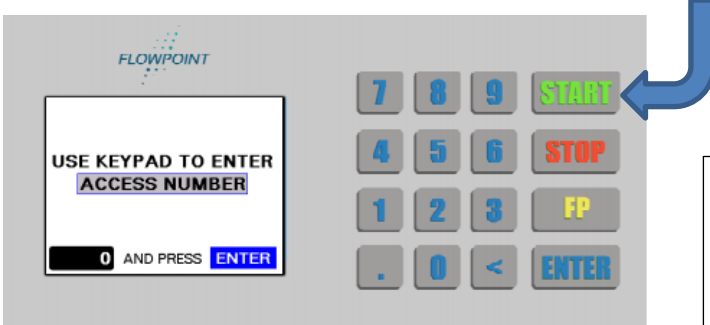 FLOWPOINT
USE KEYPAD TO ENTER
ACCESS NUMBER
0 AND PRESS ENTER
7 8 9 START
4 5 6 STOP
1 2 3 FP
. 0 < ENTER